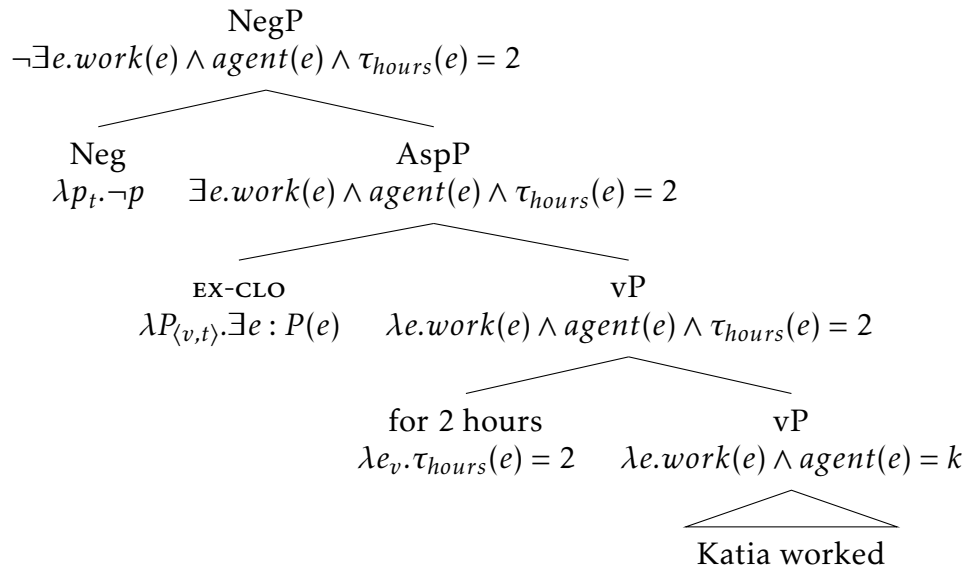 NegP
¬∃e.work(e) ∧ agent(e) ∧ τ_hours(e) = 2
Neg AspP
λp_t.¬p ∃e.work(e) ∧ agent(e) ∧ τ_hours(e) = 2
EX-CLO vP
λP_⟨v,t⟩.∃e : P(e) λe.work(e) ∧ agent(e) ∧ τ_hours(e) = 2
for 2 hours vP
λe_v.τ_hours(e) = 2 λe.work(e) ∧ agent(e) = k
Katia worked